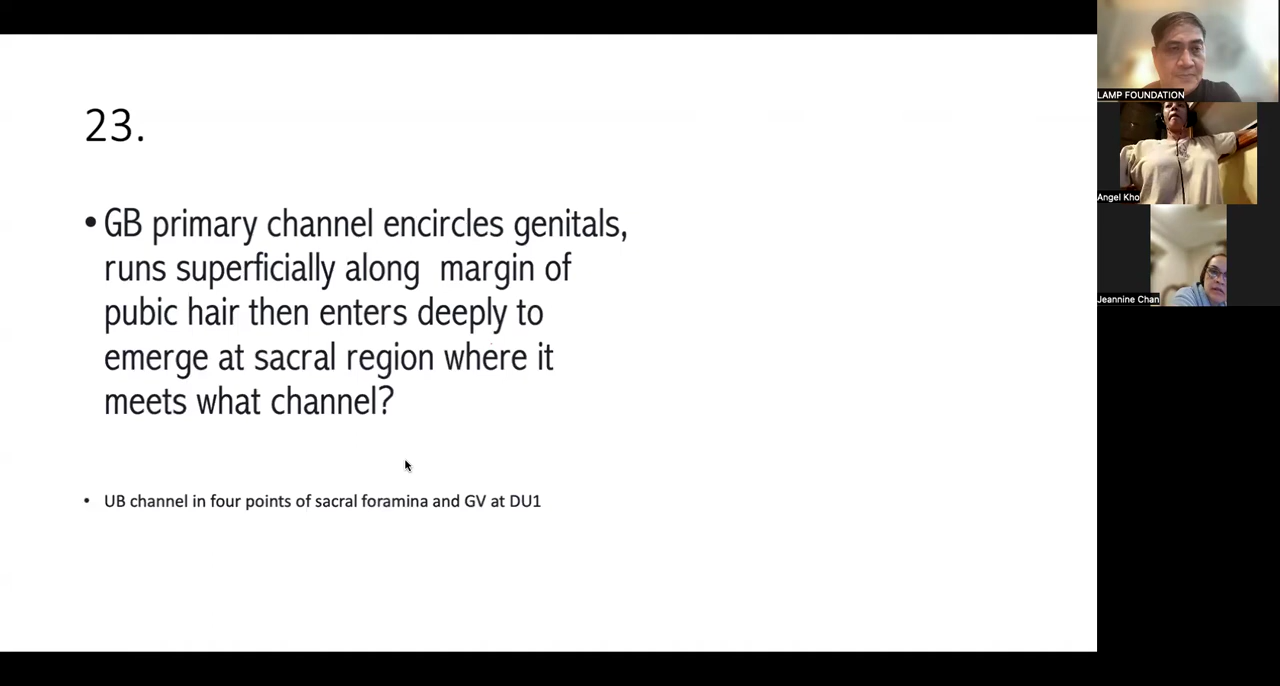 23.
• GB primary channel encircles genitals,
runs superficially along margin of
pubic hair then enters deeply to
emerge at sacral region where it
meets what channel?
• UB channel in four points of sacral foramina and GV at DU1
LAMP FOUNDATION
Angel Kho
Jeannine Chan